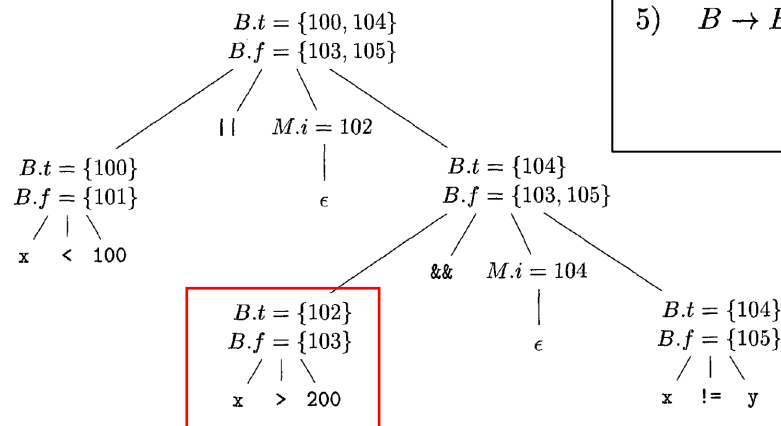 B.t = {100, 104}
B.f = {103, 105}
5) B → B
|| M.i = 102
B.t = {100}
B.f = {101}
ϵ
B.t = {104}
B.f = {103, 105}
x < 100
&& M.i = 104
B.t = {102}
B.f = {103}
ϵ
B.t = {104}
B.f = {105}
x > 200
x != y